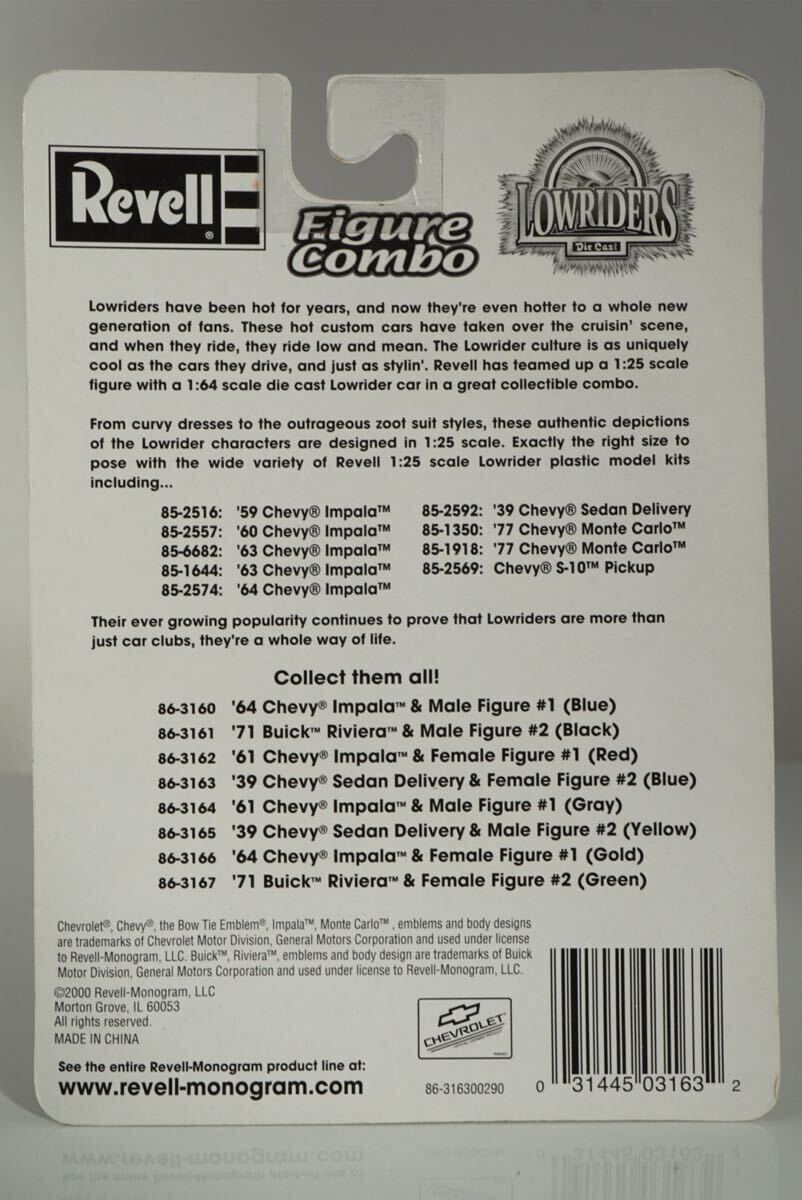 Revell®
Figure
Combo
LOWRIDERS
Die Cast
Lowriders have been hot for years, and now they're even hotter to a whole new
generation of fans. These hot custom cars have taken over the cruisin' scene,
and when they ride, they ride low and mean. The Lowrider culture is as uniquely
cool as the cars they drive, and just as stylin'. Revell has teamed up a 1:25 scale
figure with a 1:64 scale die cast Lowrider car in a great collectible combo.
From curvy dresses to the outrageous zoot suit styles, these authentic depictions
of the Lowrider characters are designed in 1:25 scale. Exactly the right size to
pose with the wide variety of Revell 1:25 scale Lowrider plastic model kits
including...
85-2516: '59 Chevy® Impala™
85-2557: '60 Chevy® Impala™
85-6682: '63 Chevy® Impala™
85-1644: '63 Chevy® Impala™
85-2574: '64 Chevy® Impala™
85-2592: '39 Chevy® Sedan Delivery
85-1350: '77 Chevy® Monte Carlo™
85-1918: '77 Chevy® Monte Carlo™
85-2569: Chevy® S-10™ Pickup
Their ever growing popularity continues to prove that Lowriders are more than
just car clubs, they're a whole way of life.
Collect them all!
86-3160 '64 Chevy® Impala™ & Male Figure #1 (Blue)
86-3161 '71 Buick™ Riviera™ & Male Figure #2 (Black)
86-3162 '61 Chevy® Impala™ & Female Figure #1 (Red)
86-3163 '39 Chevy® Sedan Delivery & Female Figure #2 (Blue)
86-3164 '61 Chevy® Impala™ & Male Figure #1 (Gray)
86-3165 '39 Chevy® Sedan Delivery & Male Figure #2 (Yellow)
86-3166 '64 Chevy® Impala™ & Female Figure #1 (Gold)
86-3167 '71 Buick™ Riviera™ & Female Figure #2 (Green)
Chevrolet®, Chevy®, the Bow Tie Emblem®, Impala™, Monte Carlo™ , emblems and body designs
are trademarks of Chevrolet Motor Division, General Motors Corporation and used under license
to Revell-Monogram, LLC. Buick™, Riviera™, emblems and body design are trademarks of Buick
Motor Division, General Motors Corporation and used under license to Revell-Monogram, LLC.
©2000 Revell-Monogram, LLC
Morton Grove, IL 60053
All rights reserved.
MADE IN CHINA
See the entire Revell-Monogram product line at:
www.revell-monogram.com
CHEVROLET
86-316300290
0 31445 03163 2